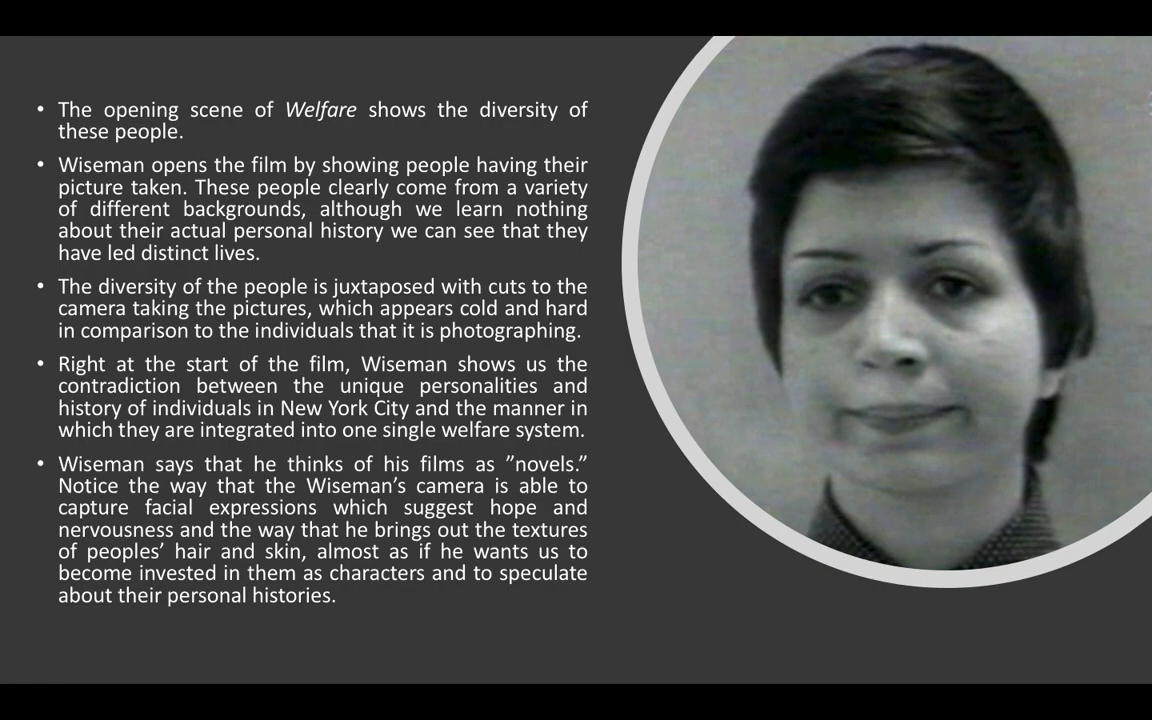 • The opening scene of Welfare shows the diversity of
these people.
• Wiseman opens the film by showing people having their
picture taken. These people clearly come from a variety
of different backgrounds, although we learn nothing
about their actual personal history we can see that they
have led distinct lives.
• The diversity of the people is juxtaposed with cuts to the
camera taking the pictures, which appears cold and hard
in comparison to the individuals that it is photographing.
• Right at the start of the film, Wiseman shows us the
contradiction between the unique personalities and
history of individuals in New York City and the manner in
which they are integrated into one single welfare system.
• Wiseman says that he thinks of his films as ”novels.”
Notice the way that the Wiseman’s camera is able to
capture facial expressions which suggest hope and
nervousness and the way that he brings out the textures
of peoples’ hair and skin, almost as if he wants us to
become invested in them as characters and to speculate
about their personal histories.